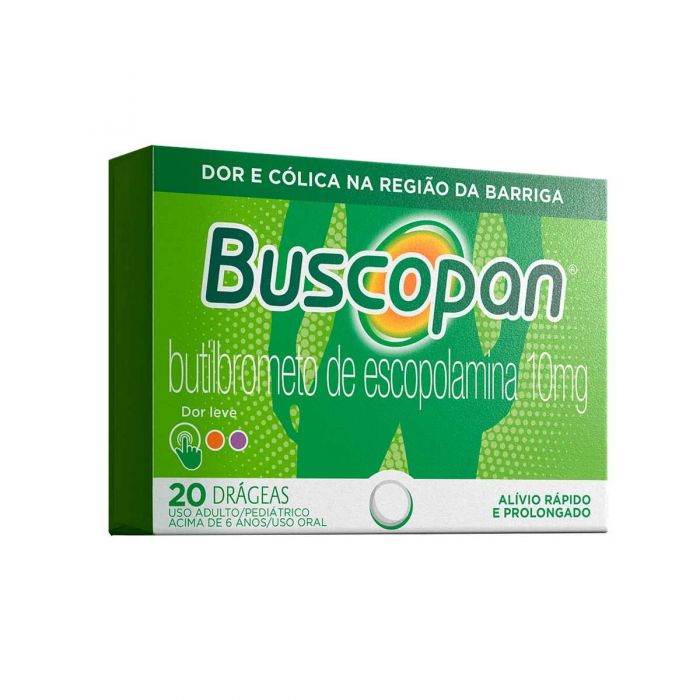 DOR E CÓLICA NA REGIÃO DA BARRIGA
Buscopan®
butilbrometo de escopolamina 10mg
Dor leve
20 DRÁGEAS
USO ADULTO/PEDIÁTRICO
ACIMA DE 6 ANOS/USO ORAL
ALÍVIO RÁPIDO
E PROLONGADO